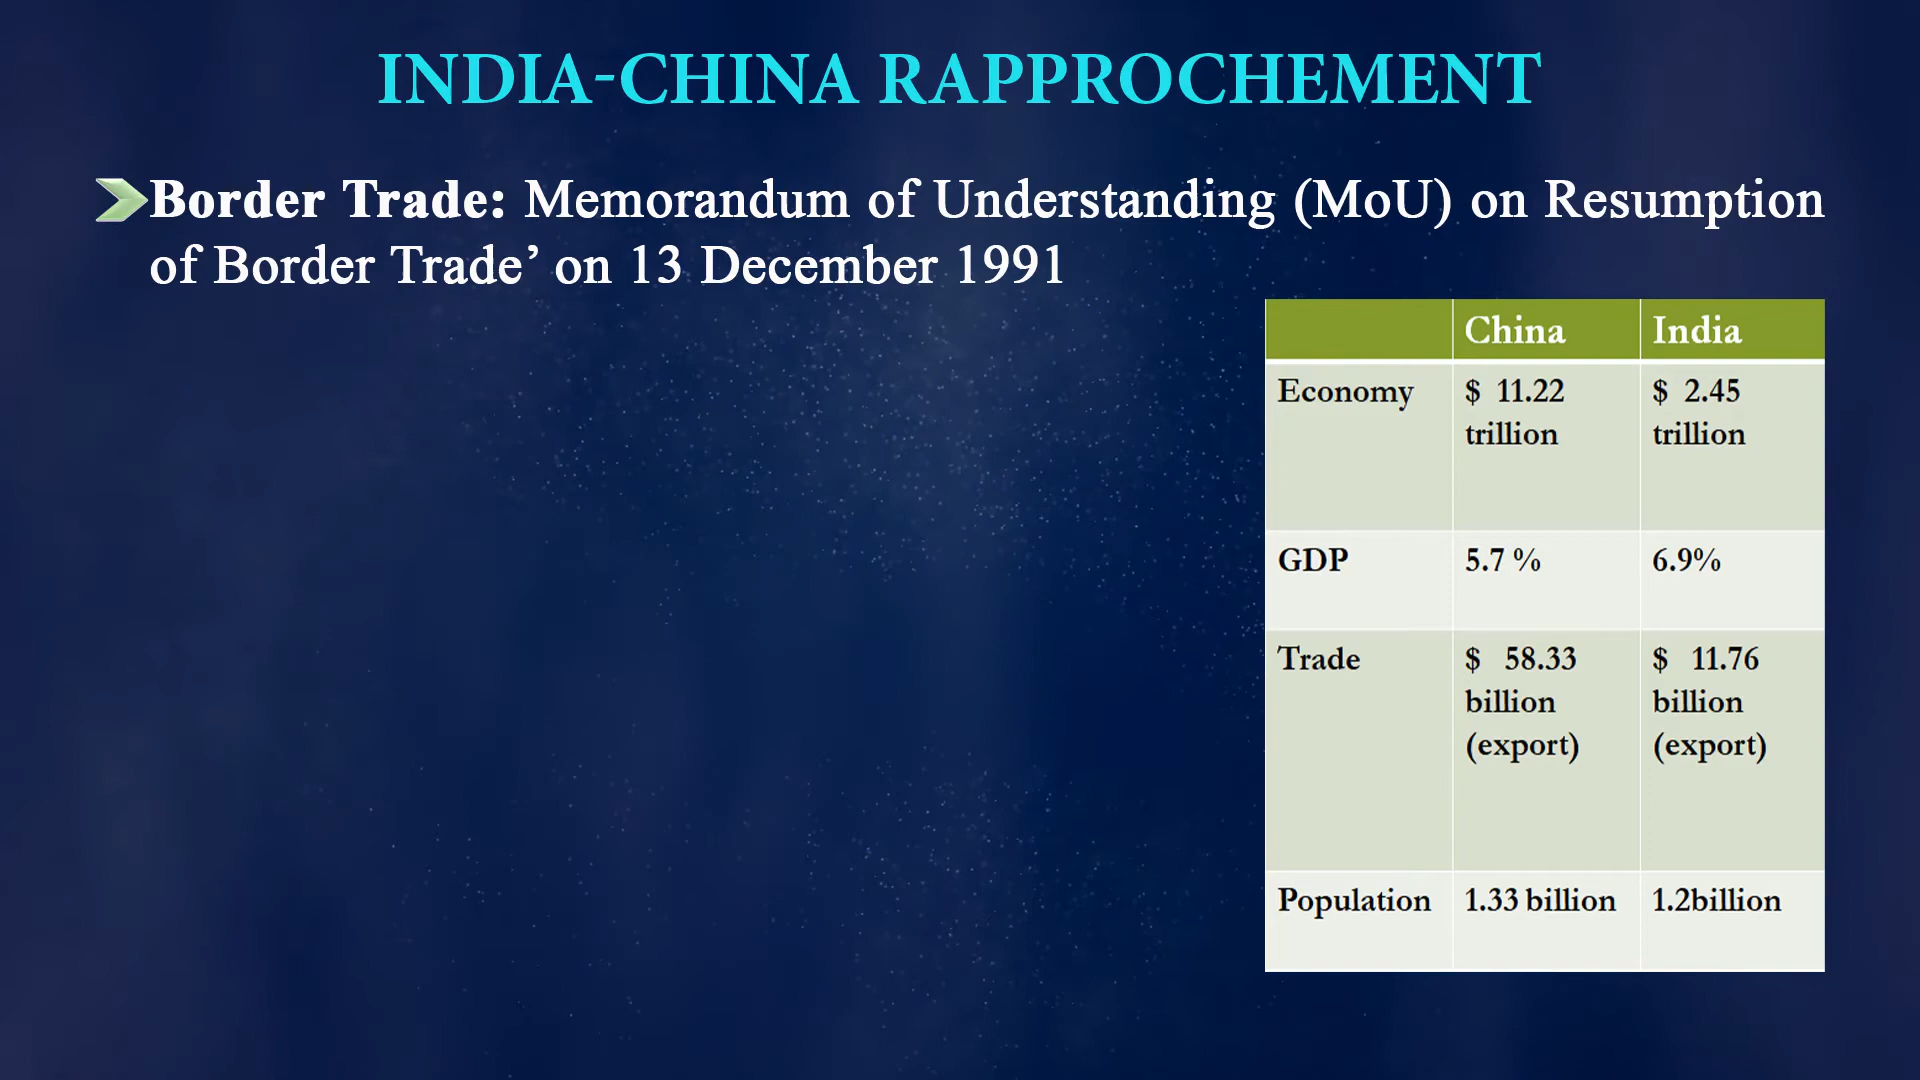 INDIA-CHINA RAPPROCHEMENT
Border Trade: Memorandum of Understanding (MoU) on Resumption
of Border Trade’ on 13 December 1991
China India
Economy $ 11.22 $ 2.45
trillion trillion
GDP 5.7 % 6.9%
Trade $ 58.33 $ 11.76
billion billion
(export) (export)
Population 1.33 billion 1.2billion